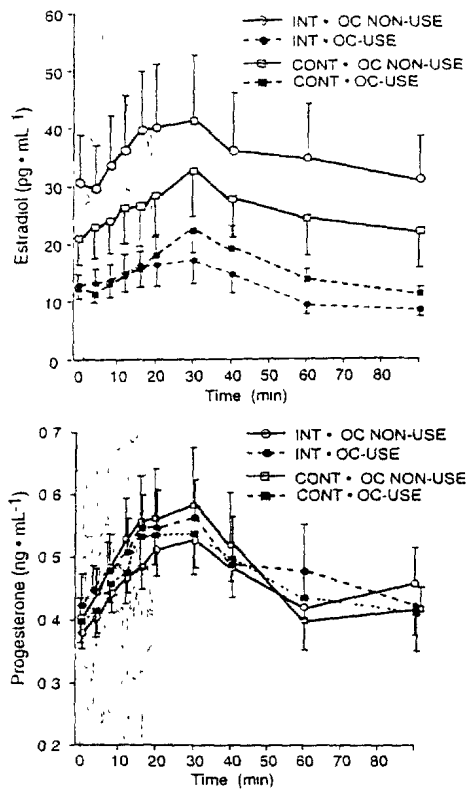 60
50
40
30
20
10
0
Estradiol (pg • mL⁻¹)
INT • OC NON-USE
INT • OC-USE
CONT • OC NON-USE
CONT • OC-USE
0 10 20 30 40 50 60 70 80
Time (min)
0 7
0 6
0 5
0 4
0 3
0 2
Progesterone (ng • mL⁻¹)
INT • OC NON-USE
INT • OC-USE
CONT • OC NON-USE
CONT • OC-USE
0 10 20 30 40 50 60 70 80
Time (min)